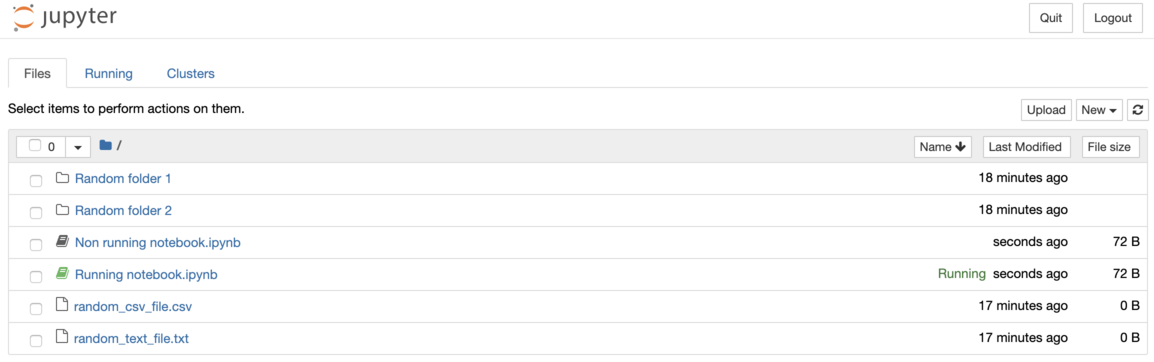 jupyter Quit Logout
Files Running Clusters
Select items to perform actions on them. Upload New
0 / Name Last Modified File size
Random folder 1 18 minutes ago
Random folder 2 18 minutes ago
Non running notebook.ipynb seconds ago 72 B
Running notebook.ipynb Running seconds ago 72 B
random_csv_file.csv 17 minutes ago 0 B
random_text_file.txt 17 minutes ago 0 B